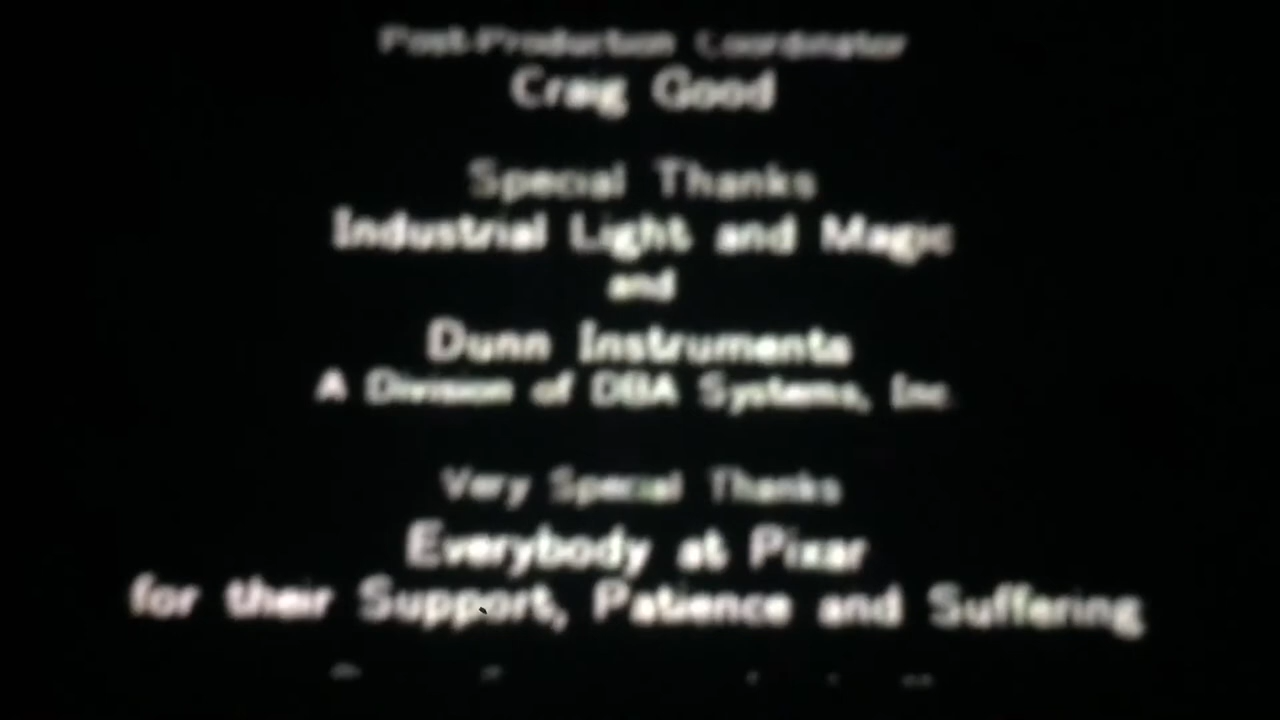 Post-Production Coordinator
Craig Good
Special Thanks
Industrial Light and Magic
and
Dunn Instruments
A Division of DBA Systems, Inc.
Very Special Thanks
Everybody at Pixar
for their Support, Patience and Suffering